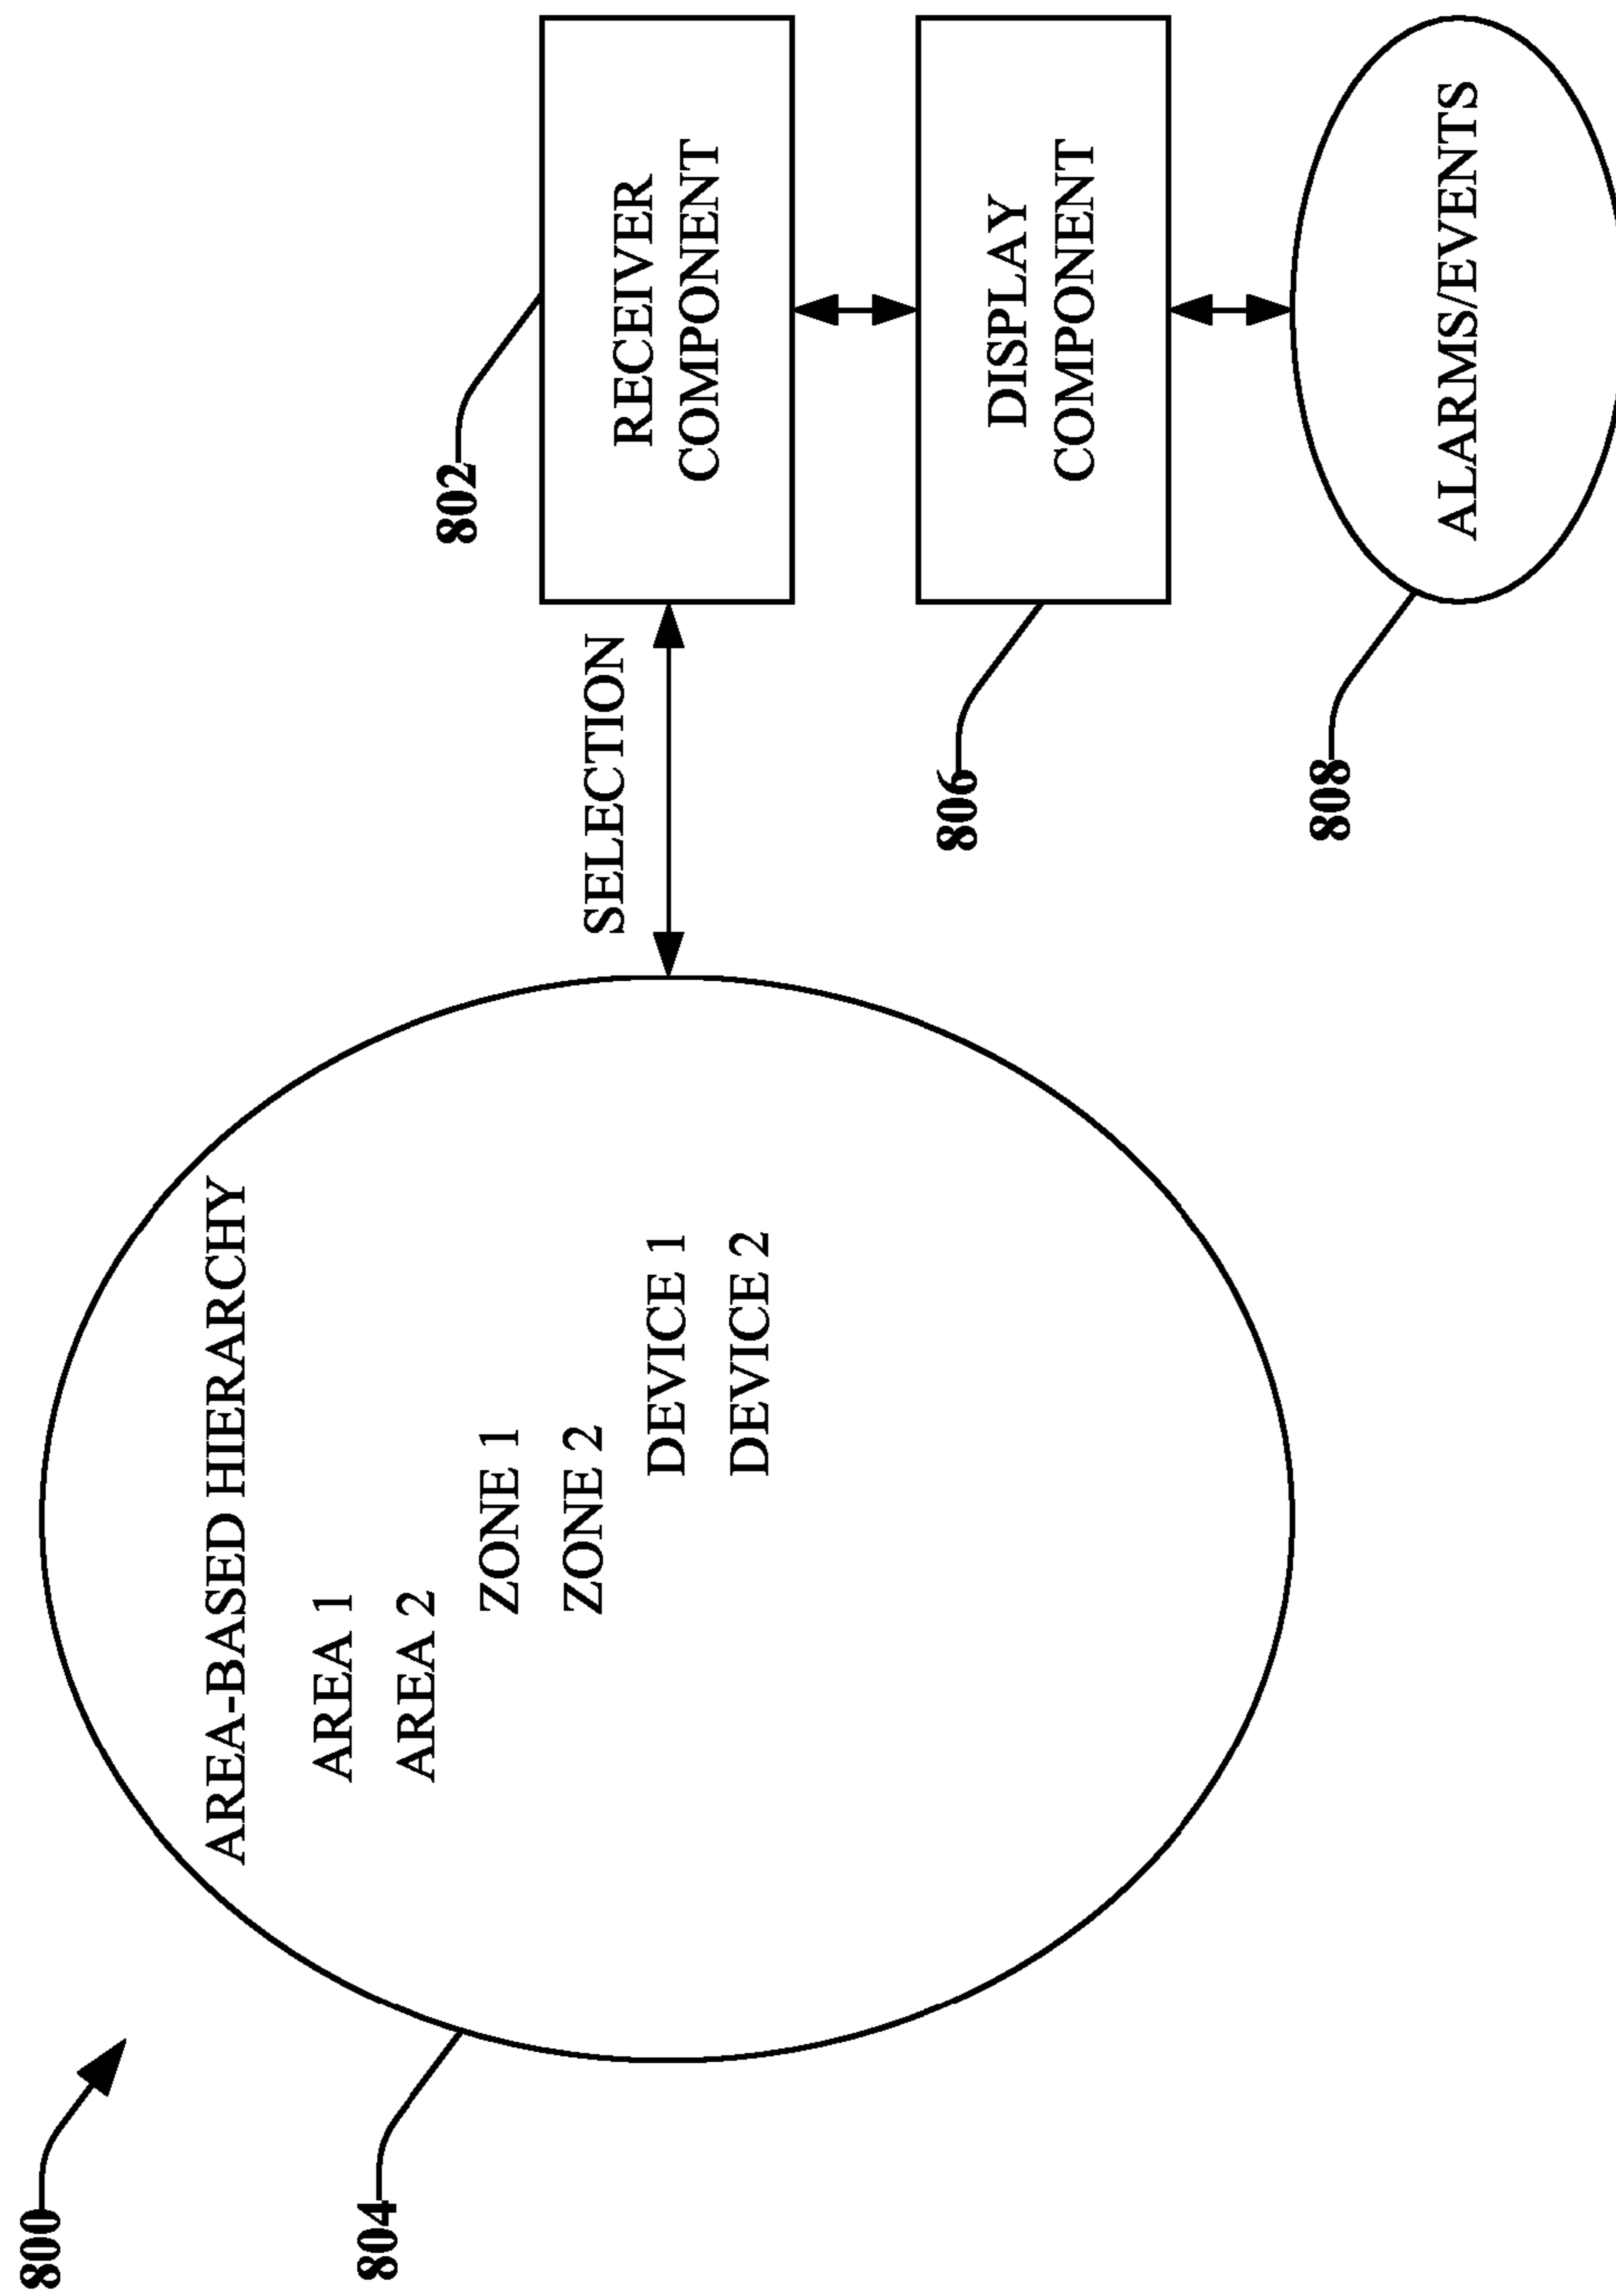 800
804
AREA-BASED HIERARCHY
AREA 1
AREA 2
ZONE 1
ZONE 2
DEVICE 1
DEVICE 2
SELECTION
802
RECEIVER
COMPONENT
806
DISPLAY
COMPONENT
808
ALARMS/EVENTS